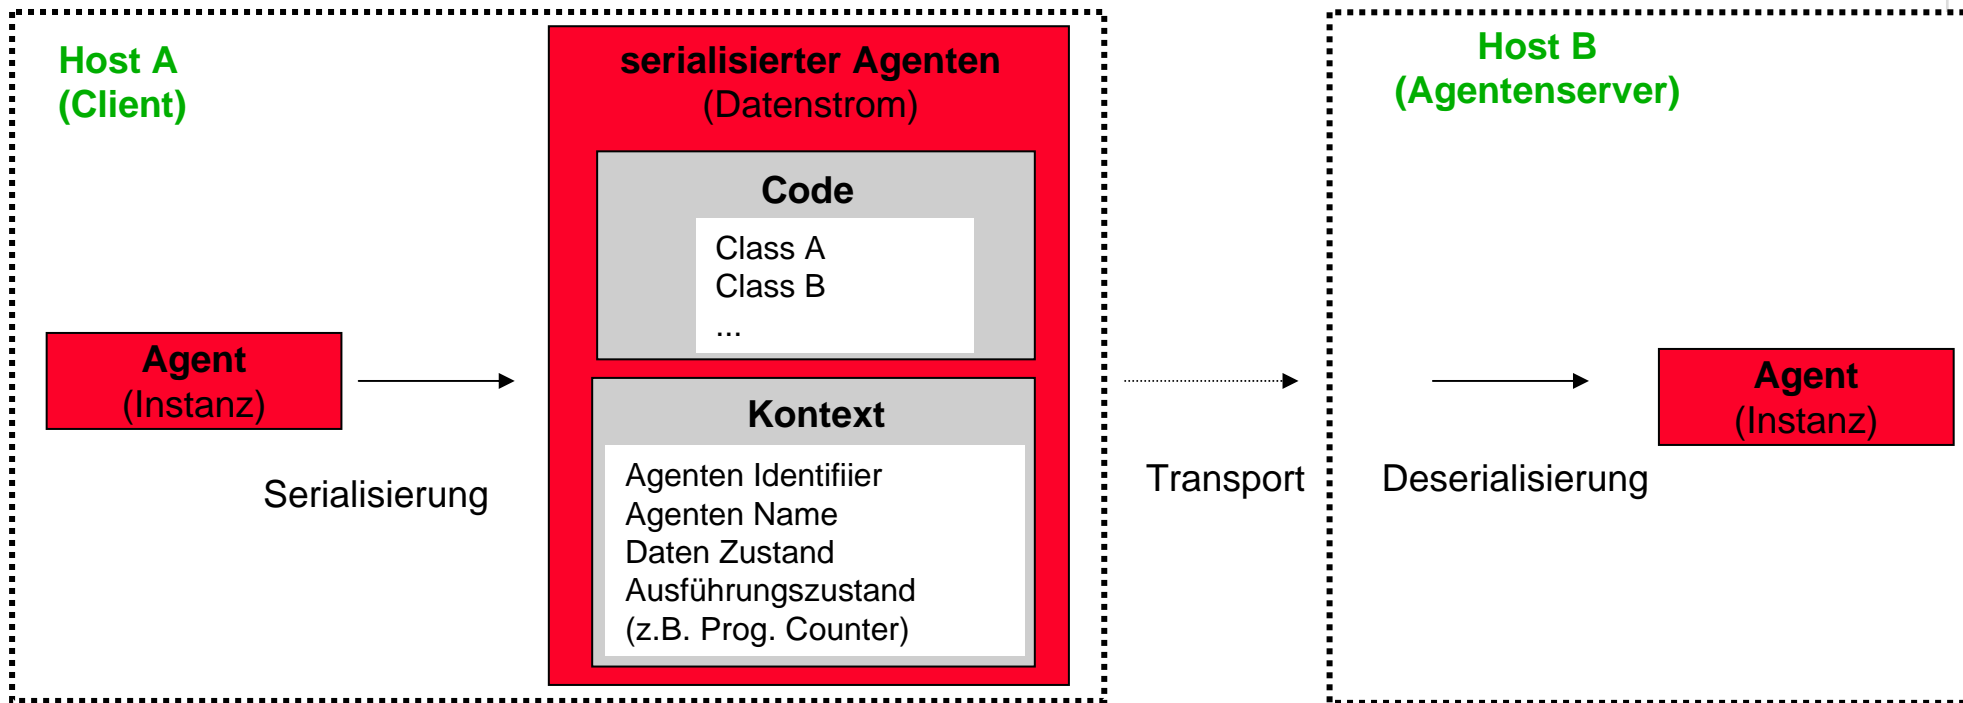 Host A
(Client)
serialisierter Agenten
(Datenstrom)
Code
Class A
Class B
...
Agent
(Instanz)
Serialisierung
Kontext
Agenten Identifiier
Agenten Name
Daten Zustand
Ausführungszustand
(z.B. Prog. Counter)
Transport
Host B
(Agentenserver)
Deserialisierung
Agent
(Instanz)